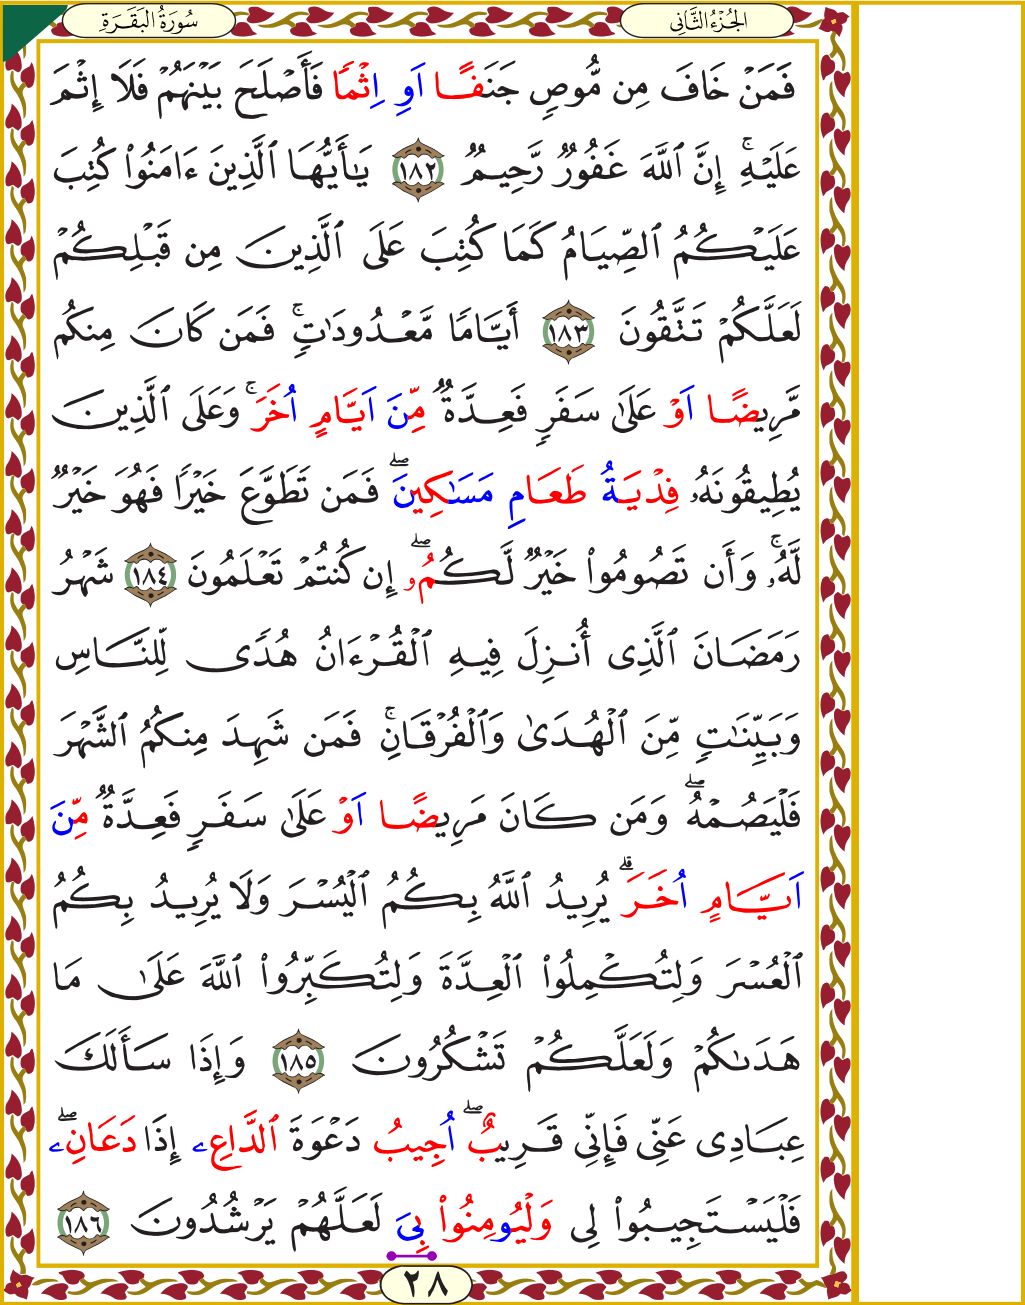 الجُزْءُ الثَّانِي
سُورَةُ البَقَرَةِ
فَمَنْ خَافَ مِن مُّوصٍ جَنَفًا اَوِ اِثْمًا فَأَصْلَحَ بَيْنَهُمْ فَلَا إِثْمَ
عَلَيْهِ ۚ إِنَّ ٱللَّهَ غَفُورٌ رَّحِيمٌ ١٨٢ يَـٰٓأَيُّهَا ٱلَّذِينَ ءَامَنُوا۟ كُتِبَ
عَلَيْكُمُ ٱلصِّيَامُ كَمَا كُتِبَ عَلَى ٱلَّذِينَ مِن قَبْلِكُمْ
لَعَلَّكُمْ تَتَّقُونَ ١٨٣ أَيَّامًا مَّعْدُودَٰتٍ ۚ فَمَن كَانَ مِنكُم
مَّرِيضًا اَوْ عَلَىٰ سَفَرٍ فَعِدَّةٌ مِّنَ اَيَّامٍ اُخَرَ ۚ وَعَلَى ٱلَّذِينَ
يُطِيقُونَهُۥ فِدْيَةُ طَعَامِ مَسَـٰكِينَ ۖ فَمَن تَطَوَّعَ خَيْرًا فَهُوَ خَيْرٌ
لَّهُۥ ۚ وَأَن تَصُومُوا۟ خَيْرٌ لَّكُمُۥ ۖ إِن كُنتُمْ تَعْلَمُونَ ١٨٤ شَهْرُ
رَمَضَانَ ٱلَّذِى أُنزِلَ فِيهِ ٱلْقُرْءَانُ هُدًى لِّلنَّاسِ
وَبَيِّنَـٰتٍ مِّنَ ٱلْهُدَىٰ وَٱلْفُرْقَانِ ۚ فَمَن شَهِدَ مِنكُمُ ٱلشَّهْرَ
فَلْيَصُمْهُ ۖ وَمَن كَانَ مَرِيضًا اَوْ عَلَىٰ سَفَرٍ فَعِدَّةٌ مِّنَ
اَيَّامٍ اُخَرَ ۗ يُرِيدُ ٱللَّهُ بِكُمُ ٱلْيُسْرَ وَلَا يُرِيدُ بِكُمُ
ٱلْعُسْرَ وَلِتُكْمِلُوا۟ ٱلْعِدَّةَ وَلِتُكَبِّرُوا۟ ٱللَّهَ عَلَىٰ مَا
هَدَىٰكُمْ وَلَعَلَّكُمْ تَشْكُرُونَ ١٨٥ وَإِذَا سَأَلَكَ
عِبَادِى عَنِّى فَإِنِّى قَرِيبٌ ۖ اُجِيبُ دَعْوَةَ ٱلدَّاعِۦ إِذَا دَعَانِۦ ۖ
فَلْيَسْتَجِيبُوا۟ لِى وَلْيُومِنُوا۟ بِىَ لَعَلَّهُمْ يَرْشُدُونَ ١٨٦
٢٨